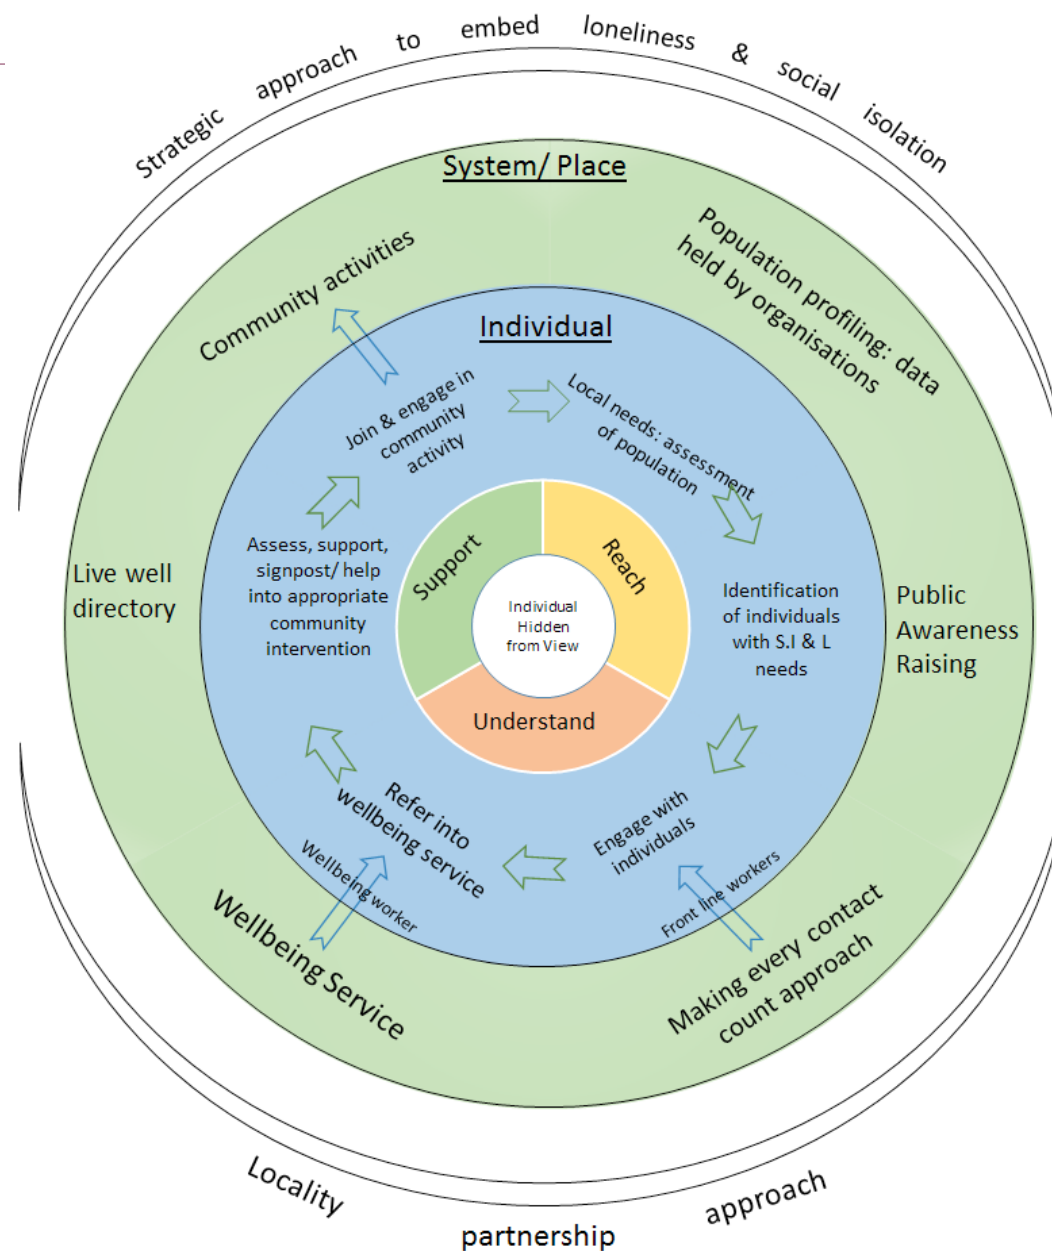 Strategic approach to embed loneliness & social isolation
System/ Place
Population profiling: data
held by organisations
Public
Awareness
Raising
Making every contact
count approach
Wellbeing Service
Live well
directory
Community activities
Individual
Local needs: assessment
of population
Identification
of individuals
with S.I & L
needs
Engage with
individuals
Front line workers
Refer into
wellbeing service
Wellbeing worker
Assess, support,
signpost/ help
into appropriate
community
intervention
Join & engage in
community
activity
Support
Reach
Understand
Individual
Hidden
from View
Locality partnership approach